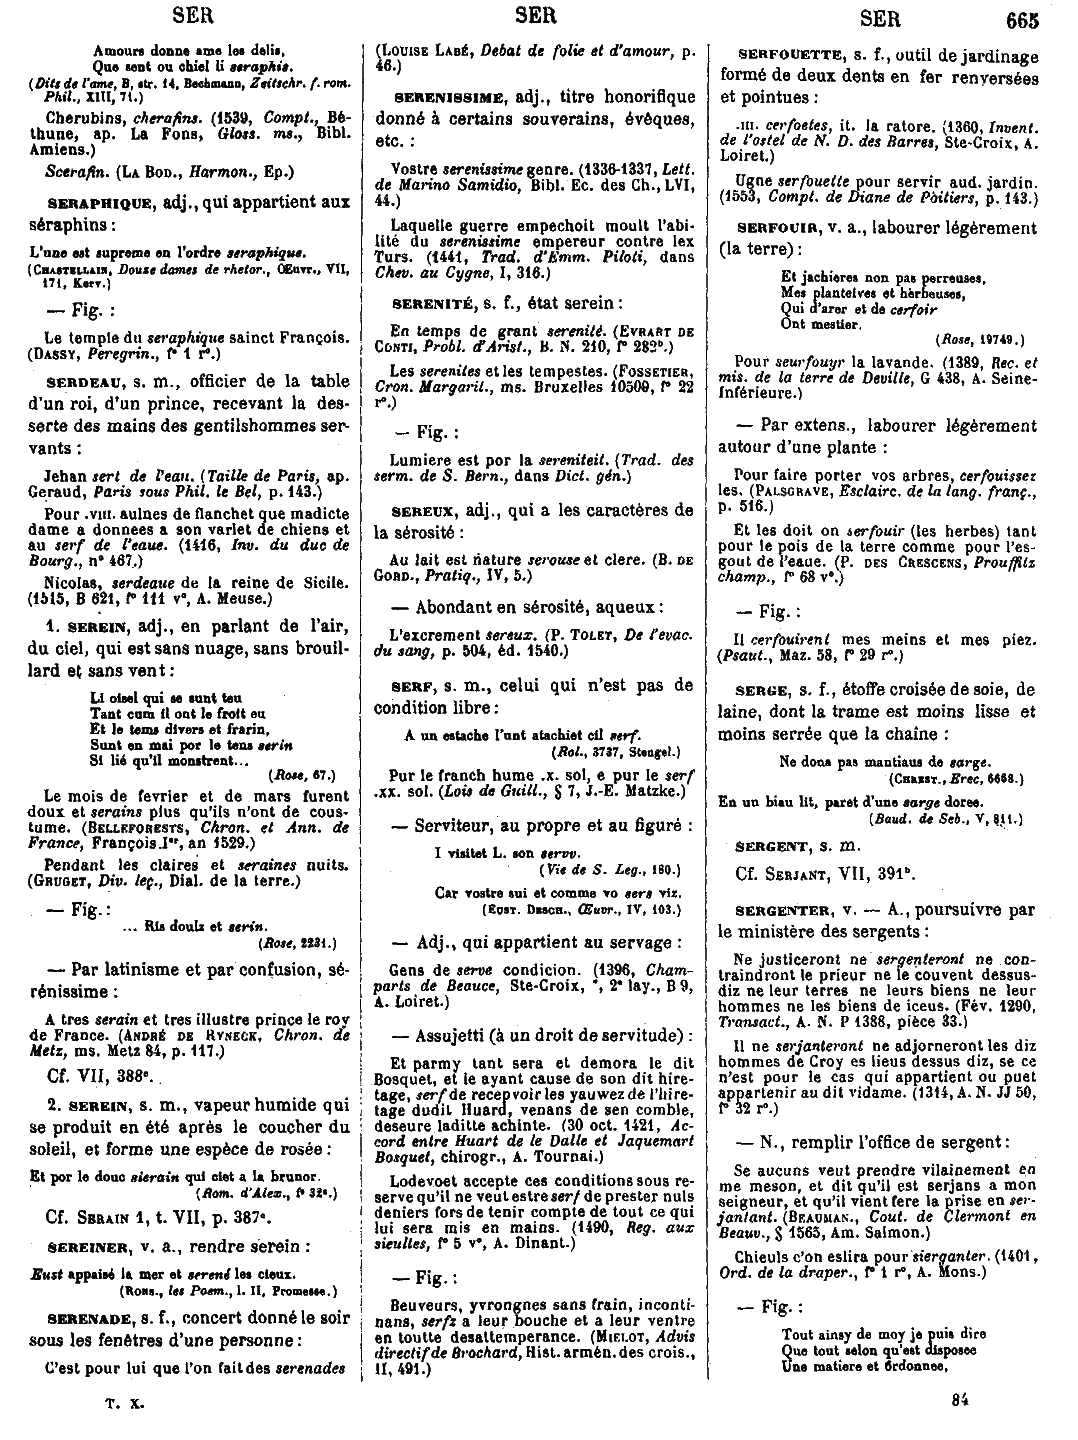 SER
SER
SER 665
Amours donne ame les delis,
Que sent ou chiel li seraphis.
(Dits de l'ame, B, str. 14, Bechmann, Zeitschr. f. rom.
Phil., XIII, 71.)
Cherubins, cherafins. (1539, Compt., Bé-
thune, ap. La Fons, Gloss. ms., Bibl.
Amiens.)
Scerafin. (LA BOD., Harmon., Ep.)
SERAPHIQUE, adj., qui appartient aux
séraphins :
L'une est supreme en l'ordre seraphique.
(CHASTELLAIN, Douze dames de rhetor., Œuvr., VII,
171, Kerv.)
— Fig. :
Le temple du seraphique sainct François.
(DASSY, Peregrin., f° 1 r°.)
SERDEAU, s. m., officier de la table
d'un roi, d'un prince, recevant la des-
serte des mains des gentilshommes ser-
vants :
Jehan sert de l'eau. (Taille de Paris, ap.
Geraud, Paris sous Phil. le Bel, p. 143.)
Pour .VIII. aulnes de flanchet que madicte
dame a donnees a son varlet de chiens et
au serf de l'eaue. (1416, Inv. du duc de
Bourg., n° 467.)
Nicolas, serdeaue de la reine de Sicile.
(1515, B 621, f° 111 v°, A. Meuse.)
1. SEREIN, adj., en parlant de l'air,
du ciel, qui est sans nuage, sans brouil-
lard et sans vent :
Li oisel qui se sunt teu
Tant cum il ont le froit eu
Et le tems divers et frarin,
Sunt en mai por le tens serin
Si lié qu'il monstrent...
(Rose, 67.)
Le mois de fevrier et de mars furent
doux et serains plus qu'ils n'ont de cous-
tume. (BELLEFORESTS, Chron. et Ann. de
France, François Ier, an 1529.)
Pendant les claires et seraines nuits.
(GRUGET, Div. leç., Dial. de la terre.)
— Fig. :
... Ris doulz et serin.
(Rose, 2231.)
— Par latinisme et par confusion, sé-
rénissime :
A tres serain et tres illustre prince le roy
de France. (ANDRÉ DE RYNECK, Chron. de
Metz, ms. Metz 84, p. 117.)
Cf. VII, 388c.
2. SEREIN, s. m., vapeur humide qui
se produit en été après le coucher du
soleil, et forme une espèce de rosée :
Et por le douc sierain qui ciet a la brunor.
(Rom. d'Alex., f° 32c.)
Cf. SERAIN 1, t. VII, p. 387c.
SEREINER, v. a., rendre serein :
Eust appaisé la mer et serené les cieux.
(RONS., les Poem., l. II, Promesse.)
SERENADE, s. f., concert donné le soir
sous les fenêtres d'une personne :
C'est pour lui que l'on fait des serenades
(LOUISE LABÉ, Debat de folie et d'amour, p.
46.)
SERENISSIME, adj., titre honorifique
donné à certains souverains, évêques,
etc. :
Vostre serenissime genre. (1336-1337, Lett.
de Marino Samidio, Bibl. Ec. des Ch., LVI,
44.)
Laquelle guerre empechoit moult l'abi-
lité du serenissime empereur contre lex
Turs. (1441, Trad. d'Emm. Piloti, dans
Chev. au Cygne, I, 316.)
SERENITÉ, s. f., état serein :
En temps de grant serenité. (EVRART DE
CONTI, Probl. d'Arist., B. N. 210, f° 282b.)
Les serenites et les tempestes. (FOSSETIER,
Cron. Margarit., ms. Bruxelles 10509, f° 22
r°.)
— Fig. :
Lumiere est por la sereniteit. (Trad. des
serm. de S. Bern., dans Dict. gén.)
SEREUX, adj., qui a les caractères de
la sérosité :
Au lait est nature serouse et clere. (B. DE
GORD., Pratiq., IV, 5.)
— Abondant en sérosité, aqueux :
L'excrement sereux. (P. TOLET, De l'evac.
du sang, p. 504, éd. 1540.)
SERF, s. m., celui qui n'est pas de
condition libre :
A un estache l'unt atachiet cil serf.
(Rol., 3737, Stengel.)
Pur le franch hume .x. sol, e pur le serf
.xx. sol. (Lois de Guill., § 7, J.-E. Matzke.)
— Serviteur, au propre et au figuré :
I visitet L. son servv.
(Vie de S. Leg., 180.)
Car vostre sui et comme vo sers viz.
(EUST. DESCH., Œuvr., IV, 103.)
— Adj., qui appartient au servage :
Gens de serve condicion. (1396, Cham-
parts de Beauce, Ste-Croix, *, 2e lay., B 9,
A. Loiret.)
— Assujetti (à un droit de servitude) :
Et parmy tant sera et demora le dit
Bosquet, et le ayant cause de son dit hire-
tage, serf de recepvoir les yauwez de l'hire-
tage dudit Huard, venans de sen comble,
deseure laditte achinte. (30 oct. 1421, Ac-
cord entre Huart de le Dalle et Jaquemart
Bosquet, chirogr., A. Tournai.)
Lodevoet accepte ces conditions sous re-
serve qu'il ne veut estre serf de prester nuls
deniers fors de tenir compte de tout ce qui
lui sera mis en mains. (1490, Reg. aux
sieultes, f° 5 v°, A. Dinant.)
— Fig. :
Beuveurs, yvrongnes sans frain, inconti-
nans, serfz a leur bouche et a leur ventre
en toutte desattemperance. (MIELOT, Advis
directif de Brochard, Hist. armén. des crois.,
II, 491.)
SERFOUETTE, s. f., outil de jardinage
formé de deux dents en fer renversées
et pointues :
.III. cerfoetes, it. la ratore. (1360, Invent.
de l'ostel de N. D. des Barres, Ste-Croix, A.
Loiret.)
Ugne serfouette pour servir aud. jardin.
(1553, Compt. de Diane de Poitiers, p. 143.)
SERFOUIR, v. a., labourer légèrement
(la terre) :
Et jachieres non pas perreuses,
Mes planteives et herbeuses,
Qui d'arer et de cerfoir
Ont mestier.
(Rose, 19749.)
Pour seurfouyr la lavande. (1389, Rec. et
mis. de la terre de Deville, G 438, A. Seine-
Inférieure.)
— Par extens., labourer légèrement
autour d'une plante :
Pour faire porter vos arbres, cerfouissez
les. (PALSGRAVE, Esclairc. de la lang. franç.,
p. 516.)
Et les doit on serfouir (les herbes) tant
pour le pois de la terre comme pour l'es-
gout de l'eaue. (P. DES CRESCENS, Prouffitz
champ., f° 68 v°.)
— Fig. :
Il cerfouirent mes meins et mes piez.
(Psaut., Maz. 58, f° 29 r°.)
SERGE, s. f., étoffe croisée de soie, de
laine, dont la trame est moins lisse et
moins serrée que la chaine :
Ne dona pas mantiaus de sarge.
(CHREST., Erec, 6668.)
En un biau lit, paret d'une sarge doree.
(Baud. de Seb., V, 811.)
SERGENT, s. m.
Cf. SERJANT, VII, 391b.
SERGENTER, v. — A., poursuivre par
le ministère des sergents :
Ne justiceront ne sergenteront ne con-
traindront le prieur ne le couvent dessus-
diz ne leur terres ne leurs biens ne leur
hommes ne les biens de iceus. (Fév. 1290,
Transact., A. N. P 1388, pièce 33.)
Il ne serjanteront ne adjorneront les diz
hommes de Croy es lieus dessus diz, se ce
n'est pour le cas qui appartient ou puet
appartenir au dit vidame. (1314, A. N. JJ 50,
f° 32 r°.)
— N., remplir l'office de sergent :
Se aucuns veut prendre vilainement en
me meson, et dit qu'il est serjans a mon
seigneur, et qu'il vient fere la prise en ser-
jantant. (BEAUMAN., Cout. de Clermont en
Beauv., § 1565, Am. Salmon.)
Chieuls c'on eslira pour sierganter. (1401,
Ord. de la draper., f° 1 r°, A. Mons.)
— Fig. :
Tout ainsy de moy je puis dire
Que tout selon qu'est disposee
Une matiere et ordonnee,
T. X.
84